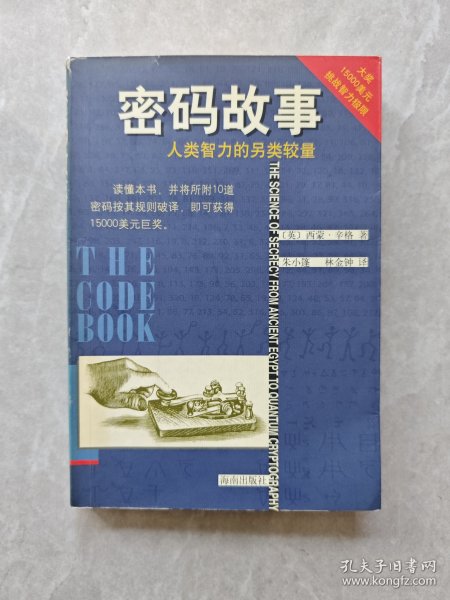 大奖
15000美元
挑战智力极限
密码故事
人类智力的另类较量
读懂本书，并将所附10道
密码按其规则破译，即可获得
15000美元巨奖。
THE SCIENCE OF SECRECY FROM ANCIENT EGYPT TO QUANTUM CRYPTOGRAPHY
〔英〕西蒙·辛格 著
朱小篷 林金钟 译
THE
CODE
BOOK
海南出版社
孔夫子旧书网
www.kongfz.com